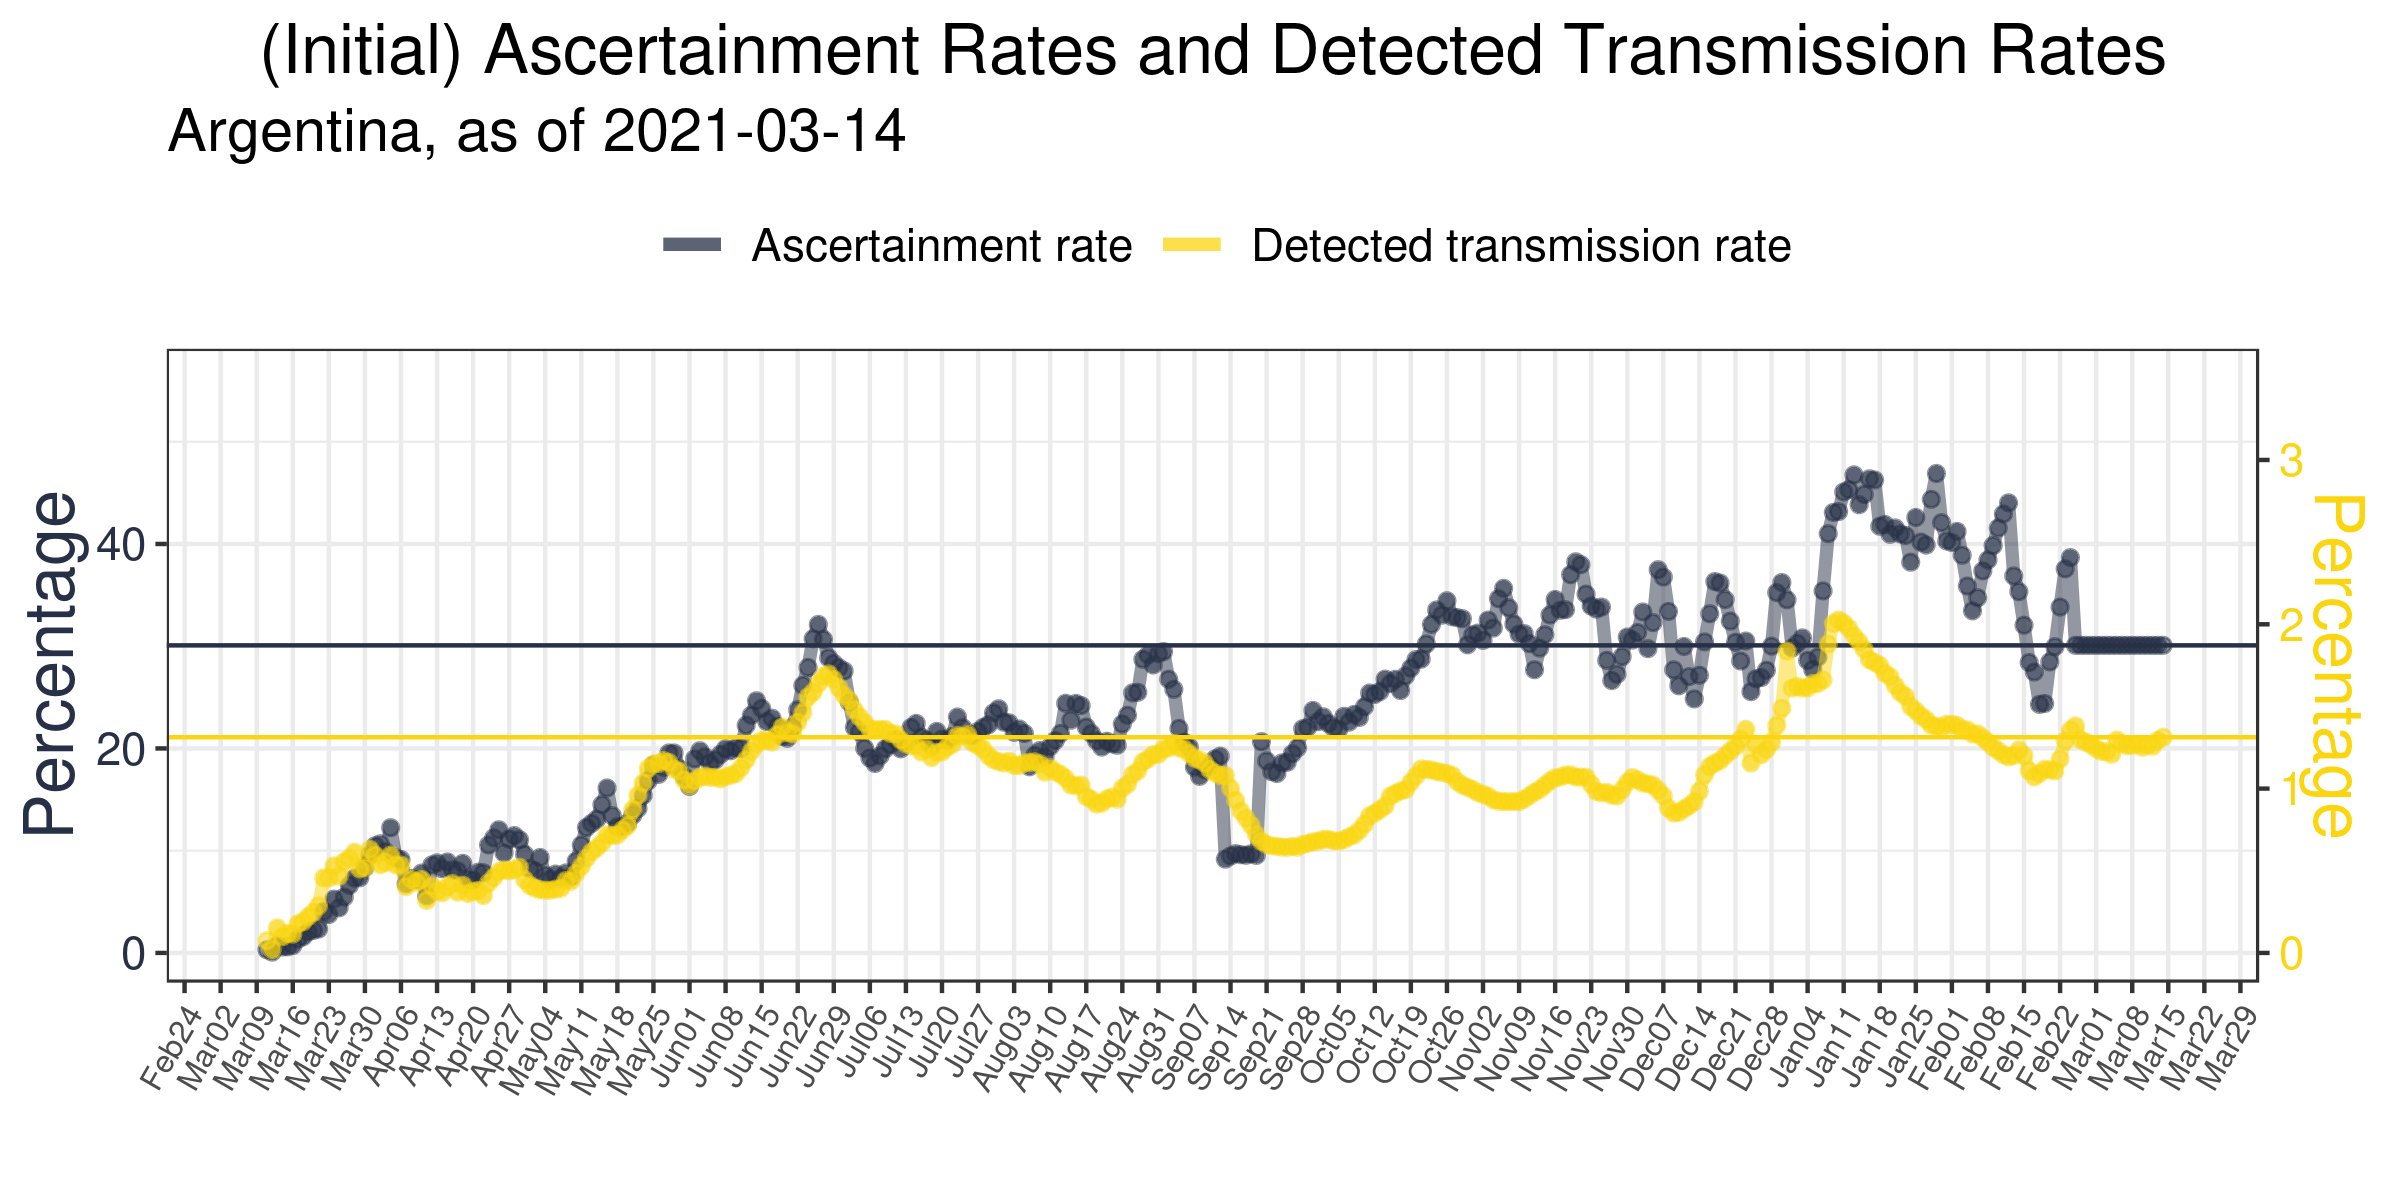 (Initial) Ascertainment Rates and Detected Transmission Rates
Argentina, as of 2021-03-14
Ascertainment rate
Detected transmission rate
Percentage
40
20
0
3
2
1
0
Percentage
Feb24
Mar02
Mar09
Mar16
Mar23
Mar30
Apr06
Apr13
Apr20
Apr27
May04
May11
May18
May25
Jun01
Jun08
Jun15
Jun22
Jun29
Jul06
Jul13
Jul20
Jul27
Aug03
Aug10
Aug17
Aug24
Aug31
Sep07
Sep14
Sep21
Sep28
Oct05
Oct12
Oct19
Oct26
Nov02
Nov09
Nov16
Nov23
Nov30
Dec07
Dec14
Dec21
Dec28
Jan04
Jan11
Jan18
Jan25
Feb01
Feb08
Feb15
Feb22
Mar01
Mar08
Mar15
Mar22
Mar29